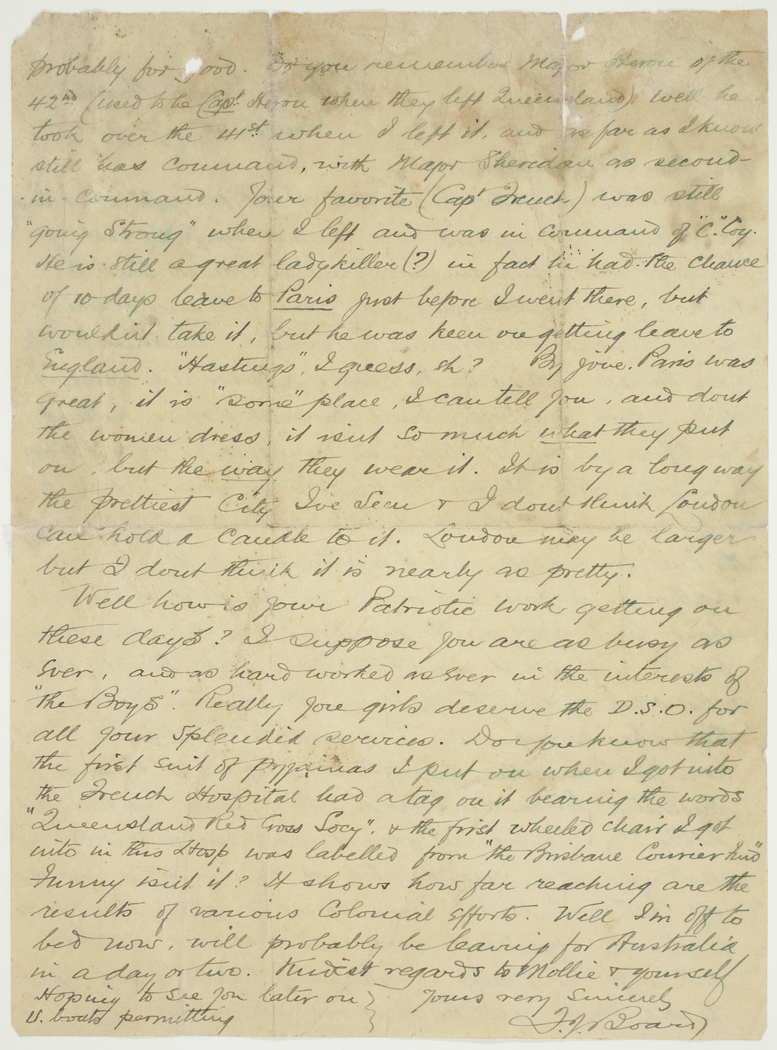 probably for good. Do you remember Major Heron of the
42nd (used to be Capt Heron when they left Queensland) well he
took over the 41st when I left it, and as far as I know
still has command, with Major Sheridan as second-
in-command. Your favorite (Capt French) was still
"going strong" when I left and was in command of "C." Coy.
He is still a great ladykiller (?) in fact he had the chance
of 10 days leave to Paris just before I went there, but
wouldn't take it, but he was keen on getting leave to
England. "Hastings", I guess, eh? By jove, Paris was
great, it is "some" place, I can tell you, and dont
the women dress, it isnt so much what they put
on, but the way they wear it. It is by a long way
the prettiest City I've seen & I dont think London
can hold a candle to it. London may be larger
but I dont think it is nearly as pretty.
Well how is your Patriotic work getting on
these days? I suppose you are as busy as
ever, and as hard worked as ever in the interests of
"the Boys". Really you girls deserve the D.S.O. for
all your splendid services. Do you know that
the first suit of pyjamas I put on when I got into
the French Hospital had a tag on it bearing the words
"Queensland Red Cross Socy", & the first wheeled chair I got
into in this Hosp was labelled from "the Brisbane Courier Fund"
Funny isn't it? It shows how far reaching are the
results of various Colonial efforts. Well I'm off to
bed now, will probably be leaving for Australia
in a day or two. Kindest regards to Mollie & yourself
Hoping to see you later on } Yours very Sincerely
U. boats permitting
F.J. Board